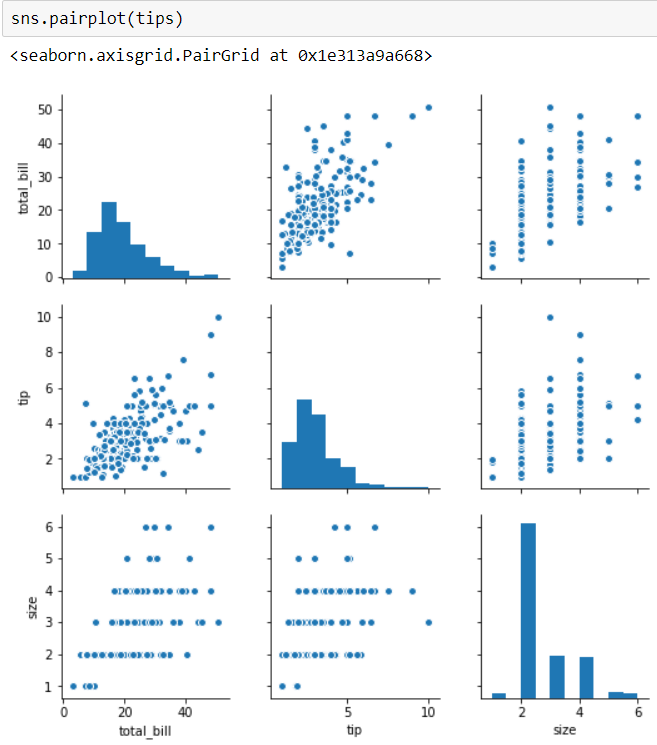 sns.pairplot(tips)
<seaborn.axisgrid.PairGrid at 0x1e313a9a668>
50
40
30
20
10
0
total_bill
10
8
6
4
2
tip
6
5
4
3
2
1
size
0 20 40
total_bill
5 10
tip
2 4 6
size